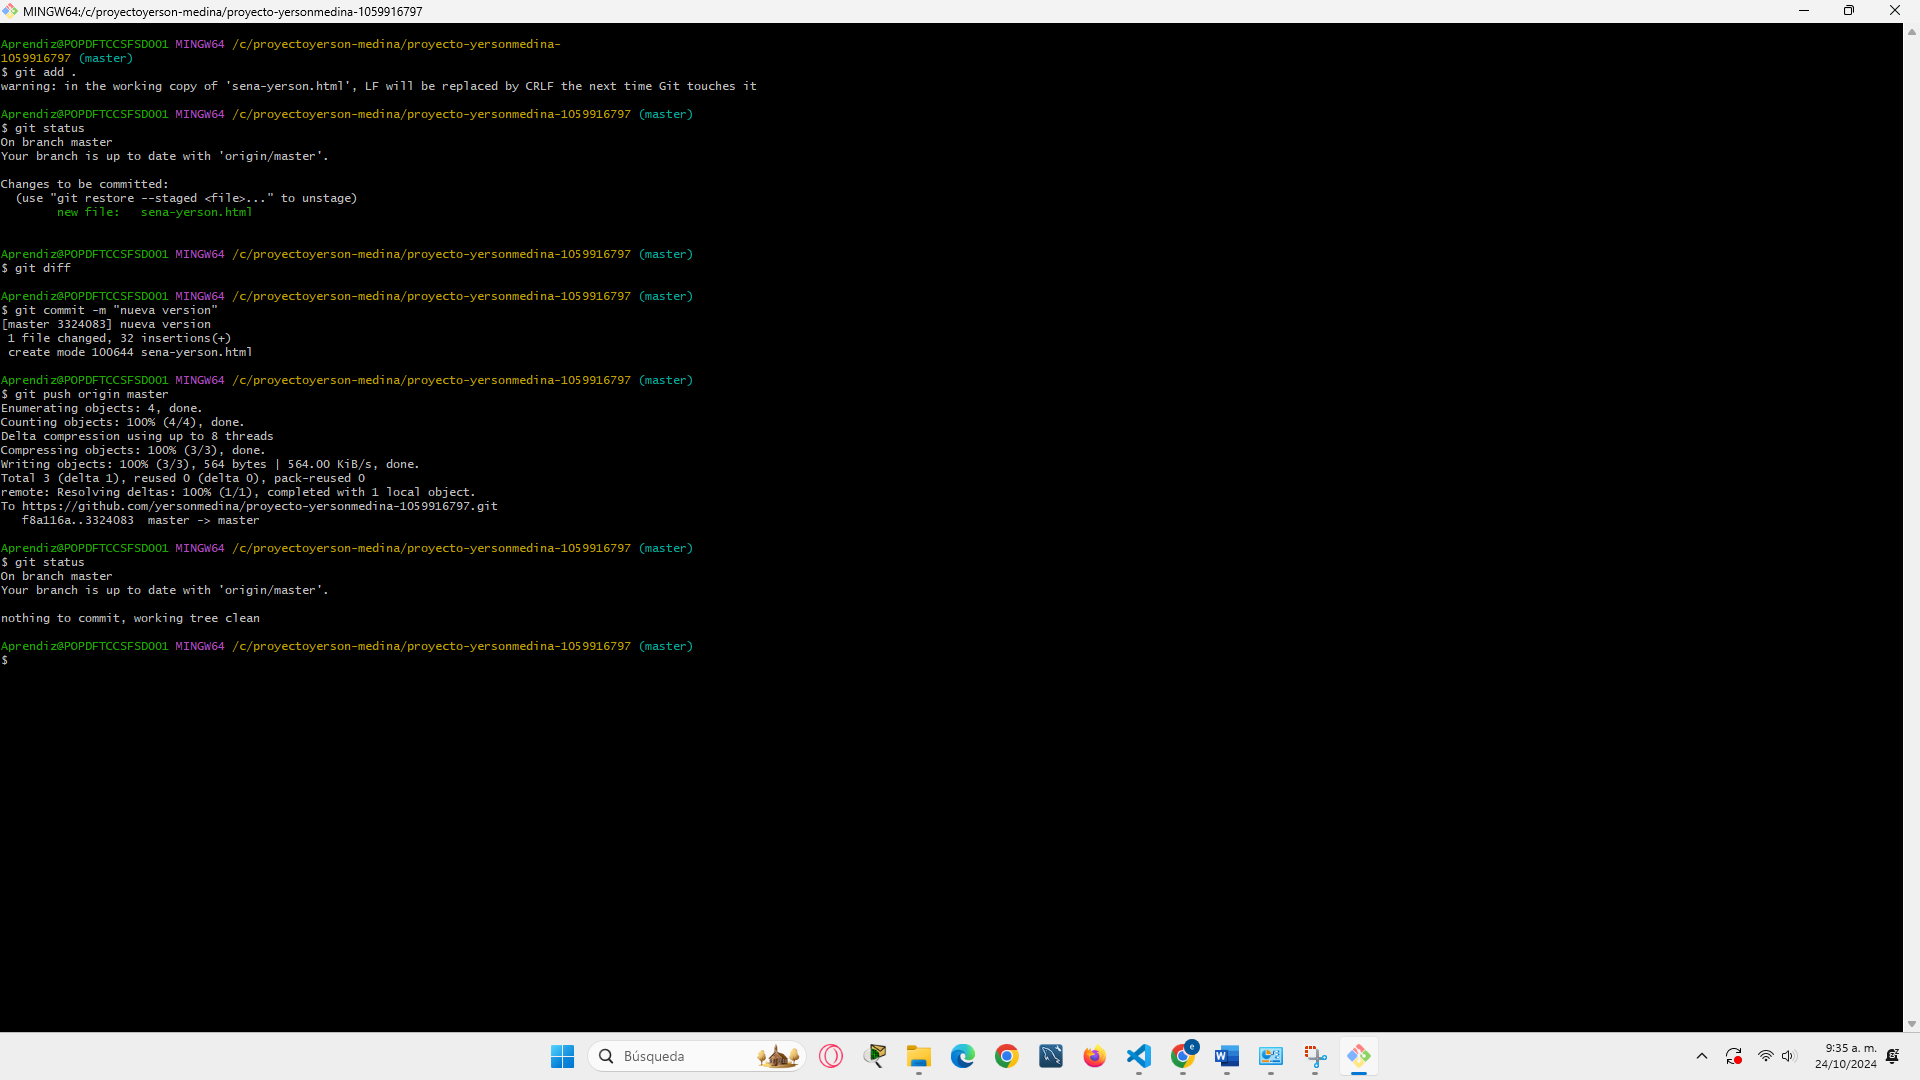 MINGW64:/c/proyectoyerson-medina/proyecto-yersonmedina-1059916797
Aprendiz@POPDFTCCSFSD001 MINGW64 /c/proyectoyerson-medina/proyecto-yersonmedina-
1059916797 (master)
$ git add .
warning: in the working copy of 'sena-yerson.html', LF will be replaced by CRLF the next time Git touches it
Aprendiz@POPDFTCCSFSD001 MINGW64 /c/proyectoyerson-medina/proyecto-yersonmedina-1059916797 (master)
$ git status
On branch master
Your branch is up to date with 'origin/master'.
Changes to be committed:
  (use "git restore --staged <file>..." to unstage)
        new file:   sena-yerson.html
Aprendiz@POPDFTCCSFSD001 MINGW64 /c/proyectoyerson-medina/proyecto-yersonmedina-1059916797 (master)
$ git diff
Aprendiz@POPDFTCCSFSD001 MINGW64 /c/proyectoyerson-medina/proyecto-yersonmedina-1059916797 (master)
$ git commit -m "nueva version"
[master 3324083] nueva version
 1 file changed, 32 insertions(+)
 create mode 100644 sena-yerson.html
Aprendiz@POPDFTCCSFSD001 MINGW64 /c/proyectoyerson-medina/proyecto-yersonmedina-1059916797 (master)
$ git push origin master
Enumerating objects: 4, done.
Counting objects: 100% (4/4), done.
Delta compression using up to 8 threads
Compressing objects: 100% (3/3), done.
Writing objects: 100% (3/3), 564 bytes | 564.00 KiB/s, done.
Total 3 (delta 1), reused 0 (delta 0), pack-reused 0
remote: Resolving deltas: 100% (1/1), completed with 1 local object.
To https://github.com/yersonmedina/proyecto-yersonmedina-1059916797.git
   f8a116a..3324083  master -> master
Aprendiz@POPDFTCCSFSD001 MINGW64 /c/proyectoyerson-medina/proyecto-yersonmedina-1059916797 (master)
$ git status
On branch master
Your branch is up to date with 'origin/master'.
nothing to commit, working tree clean
Aprendiz@POPDFTCCSFSD001 MINGW64 /c/proyectoyerson-medina/proyecto-yersonmedina-1059916797 (master)
$
Búsqueda
9:35 a. m.
24/10/2024